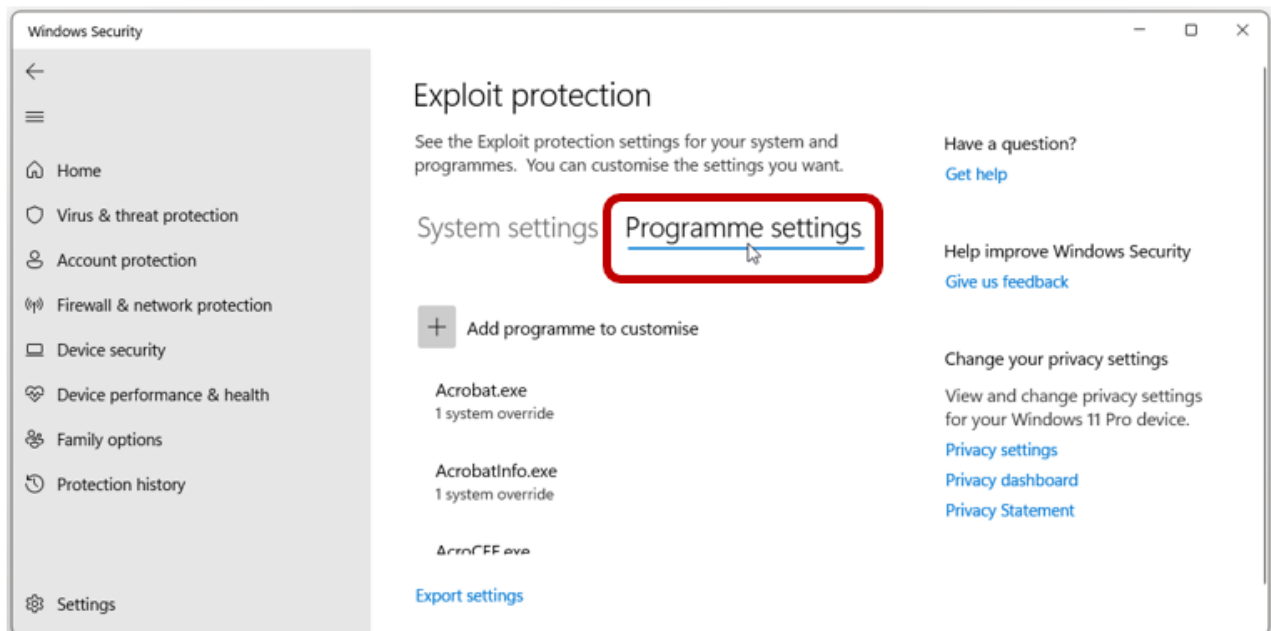 Windows Security
Home
Virus & threat protection
Account protection
Firewall & network protection
Device security
Device performance & health
Family options
Protection history
Settings
Exploit protection
See the Exploit protection settings for your system and
programmes. You can customise the settings you want.
System settings
Programme settings
Add programme to customise
Acrobat.exe
1 system override
AcrobatInfo.exe
1 system override
AcroCEF.exe
Export settings
Have a question?
Get help
Help improve Windows Security
Give us feedback
Change your privacy settings
View and change privacy settings
for your Windows 11 Pro device.
Privacy settings
Privacy dashboard
Privacy Statement